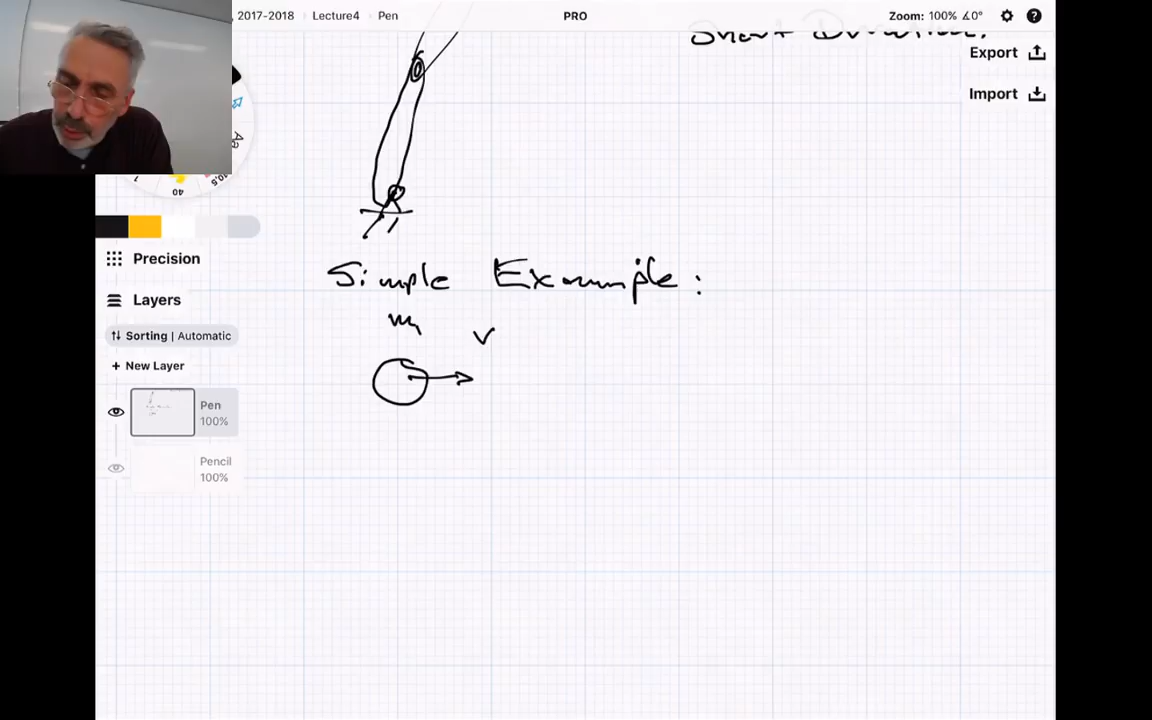 2017-2018 Lecture4 Pen PRO Zoom: 100% ∡0°
Export
Import
40
Precision
Simple Example:
Layers
m v
Sorting | Automatic
+ New Layer
Pen
100%
Pencil
100%